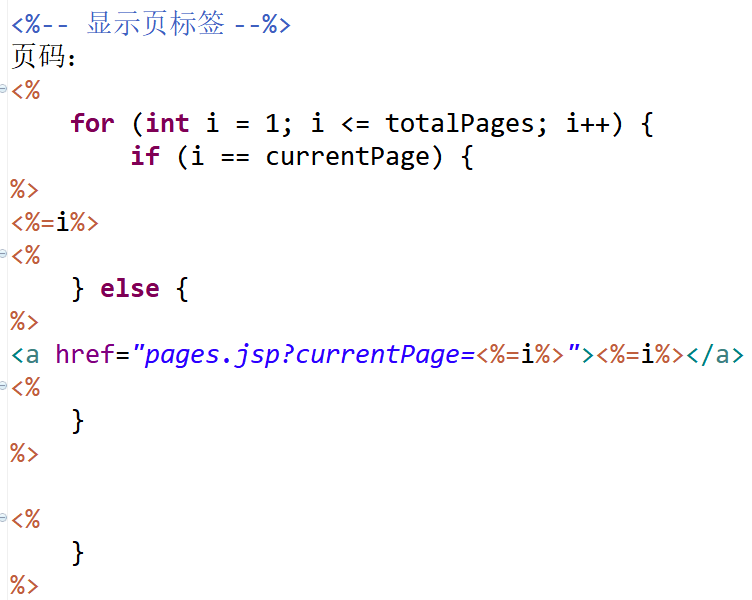 <%-- 显示页标签 --%>
页码：
<%
    for (int i = 1; i <= totalPages; i++) {
        if (i == currentPage) {
%>
<%=i%>
<%
    } else {
%>
<a href="pages.jsp?currentPage=<%=i%>"><%=i%></a>
<%
    }
%>
<%
    }
%>